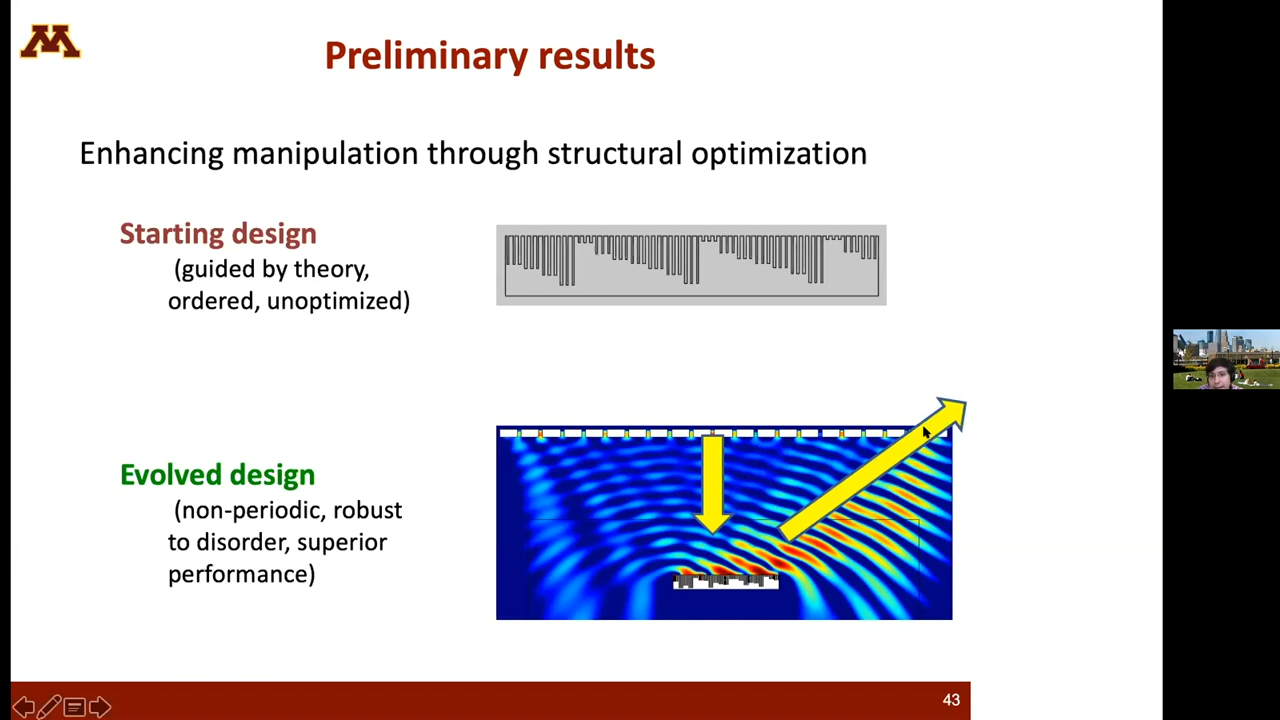 M
Preliminary results
Enhancing manipulation through structural optimization
Starting design
(guided by theory,
ordered, unoptimized)
Evolved design
(non-periodic, robust
to disorder, superior
performance)
43